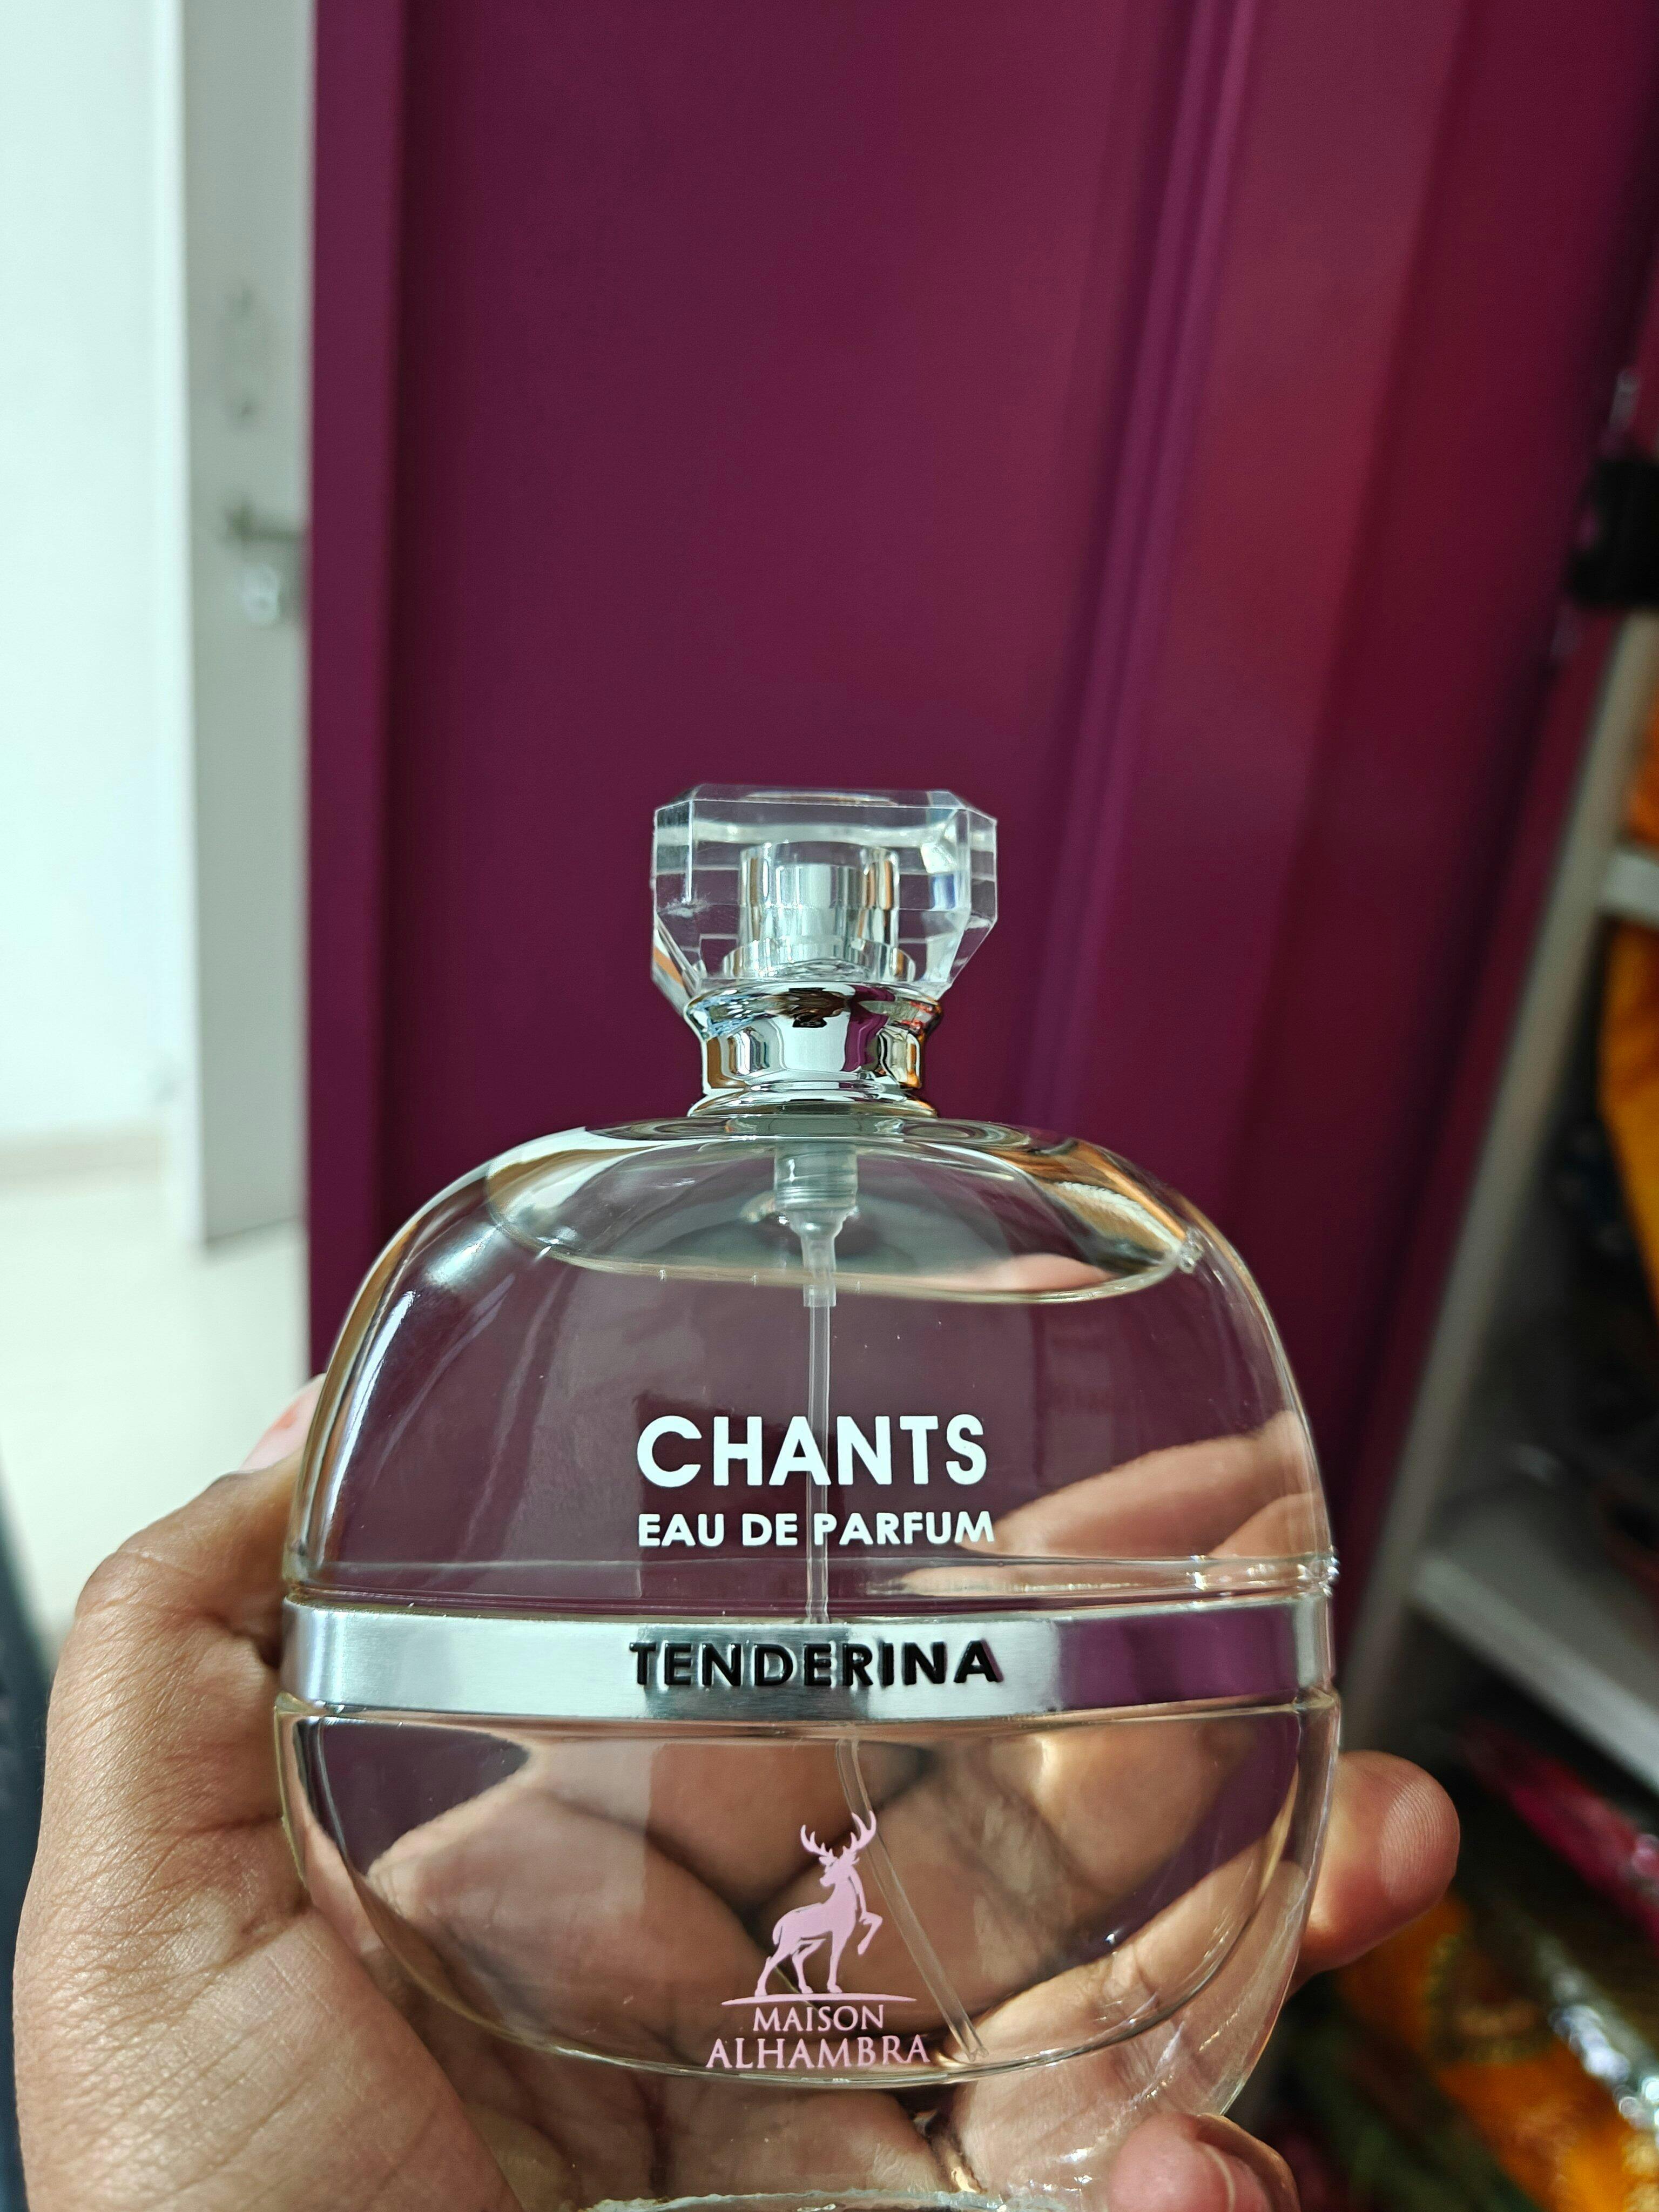 CHANTS
EAU DE PARFUM
TENDERINA
MAISON
ALHAMBRA